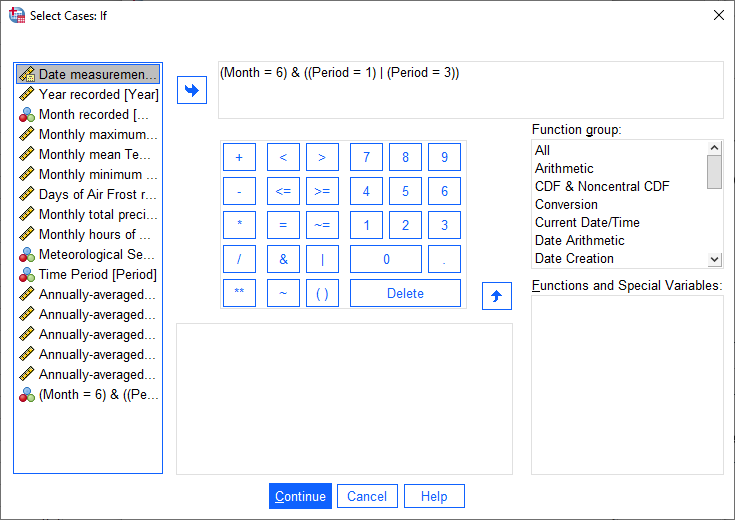 Select Cases: If
Date measuremen...
Year recorded [Year]
Month recorded [...
Monthly maximum...
Monthly mean Te...
Monthly minimum ...
Days of Air Frost r...
Monthly total preci...
Monthly hours of ...
Meteorological Se...
Time Period [Period]
Annually-averaged...
Annually-averaged...
Annually-averaged...
Annually-averaged...
Annually-averaged...
(Month = 6) & ((Pe...
(Month = 6) & ((Period = 1) | (Period = 3))
+ < > 7 8 9
- <= >= 4 5 6
* = ~= 1 2 3
/ & | 0 .
** ~ ( ) Delete
Function group:
All
Arithmetic
CDF & Noncentral CDF
Conversion
Current Date/Time
Date Arithmetic
Date Creation
Functions and Special Variables:
Continue Cancel Help